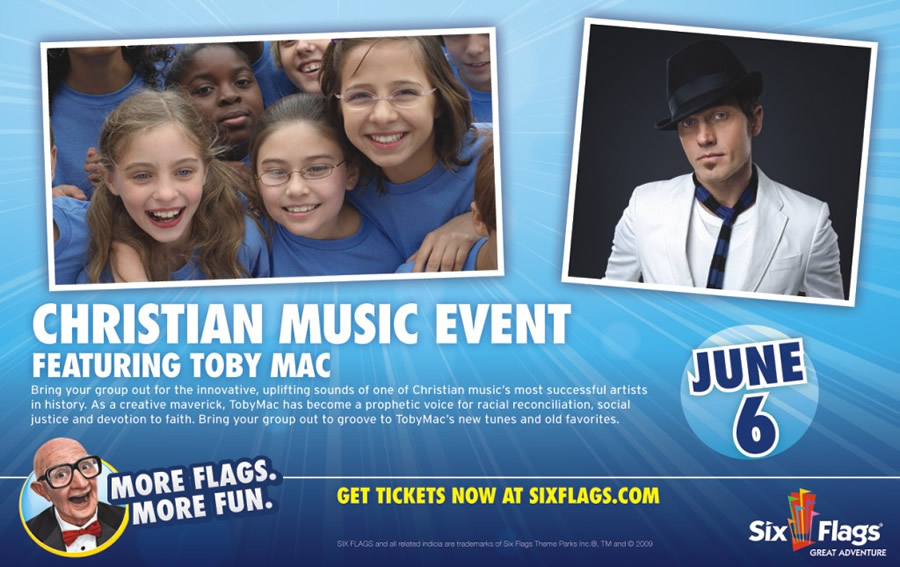 CHRISTIAN MUSIC EVENT
FEATURING TOBY MAC
Bring your group out for the innovative, uplifting sounds of one of Christian music's most successful artists
in history. As a creative maverick, TobyMac has become a prophetic voice for racial reconciliation, social
justice and devotion to faith. Bring your group out to groove to TobyMac's new tunes and old favorites.
JUNE
6
MORE FLAGS.
MORE FUN.
GET TICKETS NOW AT SIXFLAGS.COM
SIX FLAGS and all related indicia are trademarks of Six Flags Theme Parks Inc.®, TM and © 2009
Six Flags®
GREAT ADVENTURE